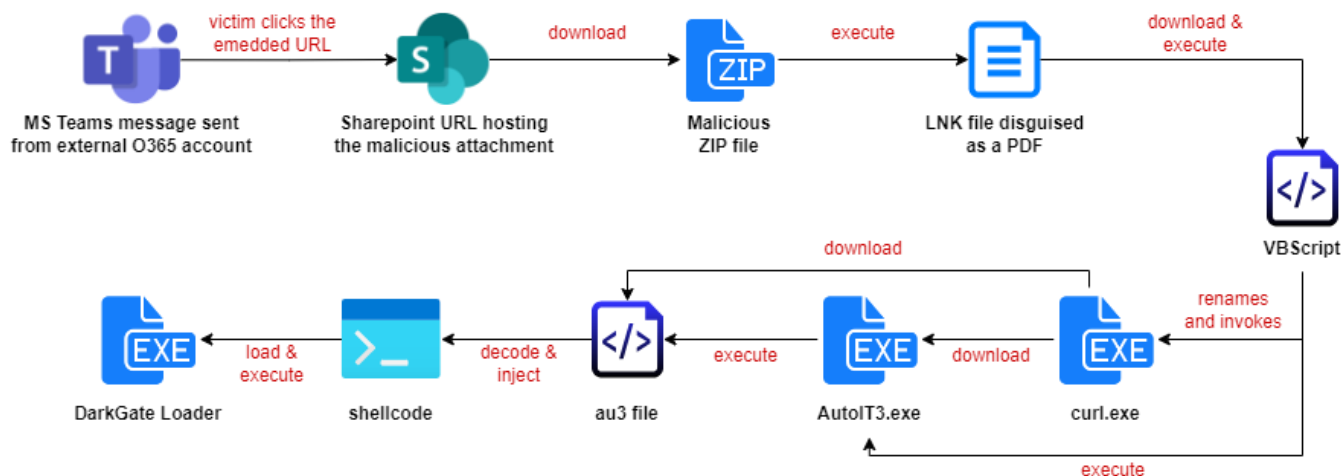 victim clicks the
emedded URL
download
execute
download &
execute
T
S
ZIP
MS Teams message sent
from external O365 account
Sharepoint URL hosting
the malicious attachment
Malicious
ZIP file
LNK file disguised
as a PDF
</>
VBScript
download
renames
and invokes
EXE
load &
execute
>_
decode &
inject
</>
execute
EXE
download
EXE
DarkGate Loader
shellcode
au3 file
AutoIT3.exe
curl.exe
execute